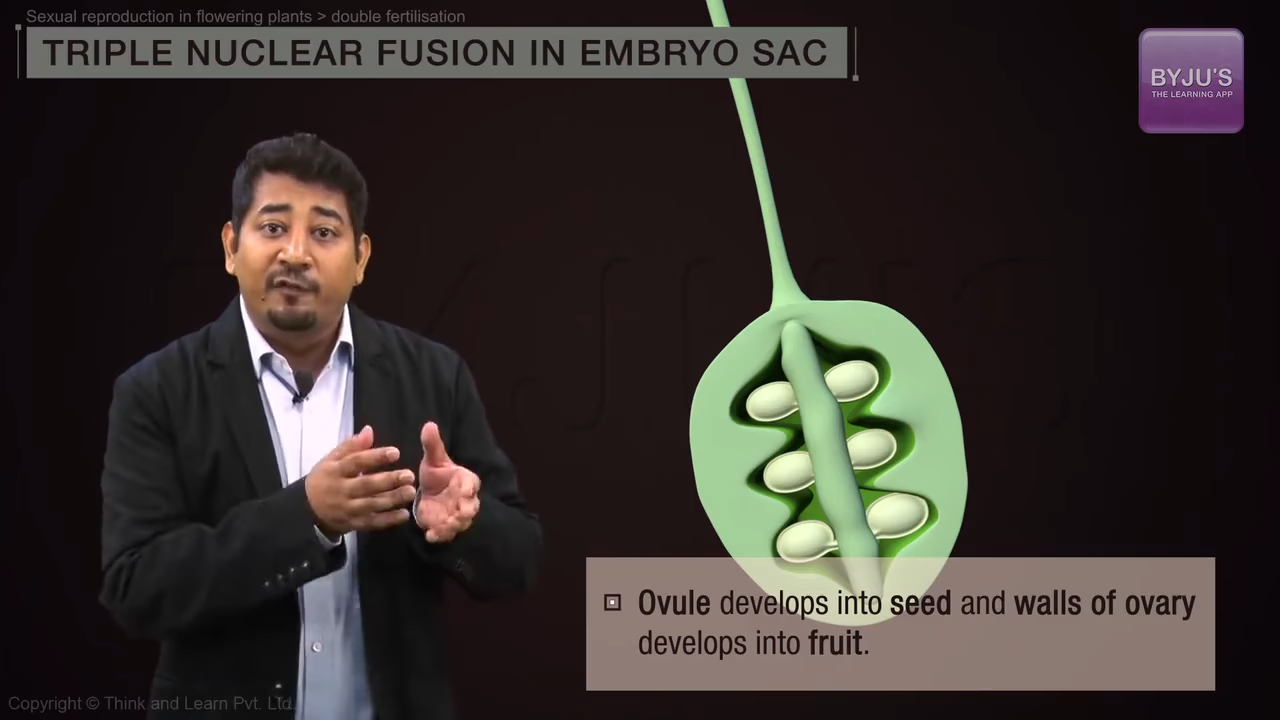 Sexual reproduction in flowering plants > double fertilisation
TRIPLE NUCLEAR FUSION IN EMBRYO SAC
BYJU'S
THE LEARNING APP
Ovule develops into seed and walls of ovary
develops into fruit.
Copyright © Think and Learn Pvt. Ltd.